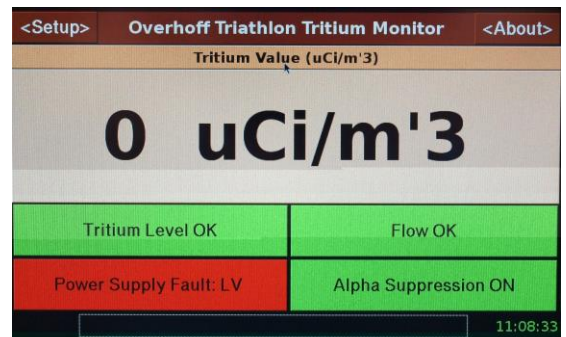 <Setup> Overhoff Triathlon Tritium Monitor <About>
Tritium Value (uCi/m'3)
0 uCi/m'3
Tritium Level OK
Flow OK
Power Supply Fault: LV
Alpha Suppression ON
11:08:33